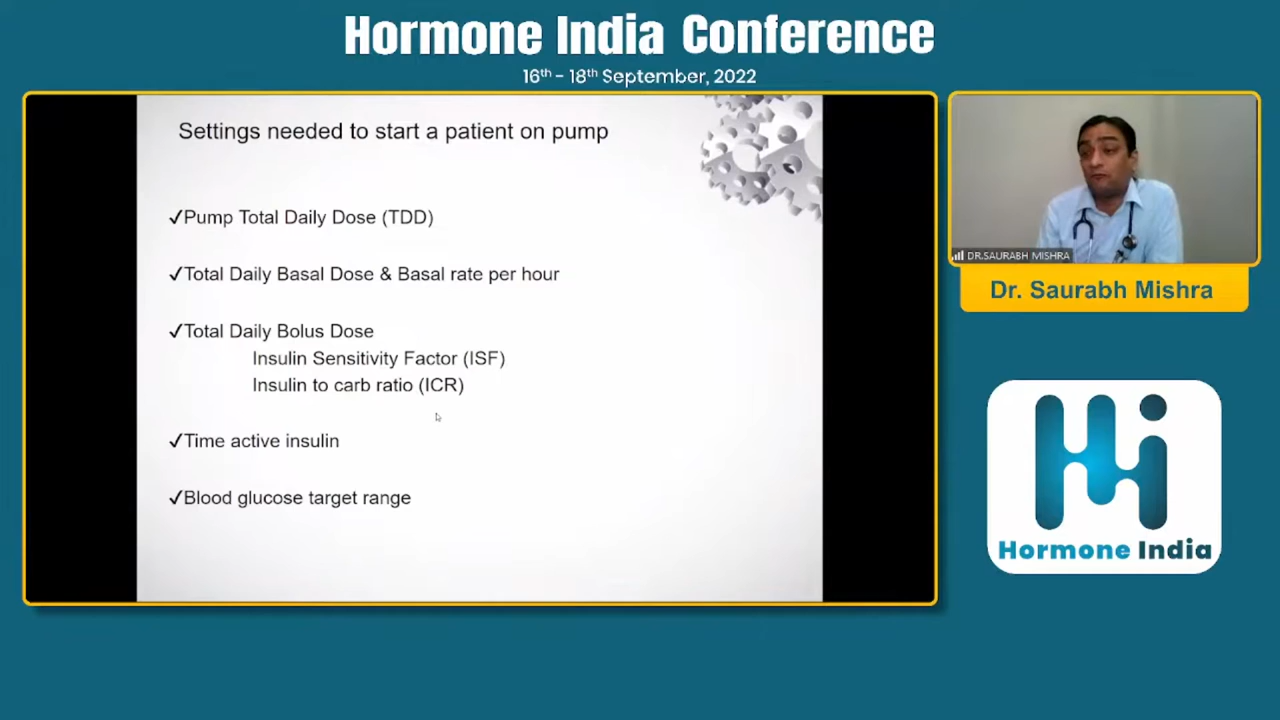 Hormone India Conference
16th - 18th September, 2022
Settings needed to start a patient on pump
✓Pump Total Daily Dose (TDD)
✓Total Daily Basal Dose & Basal rate per hour
✓Total Daily Bolus Dose
Insulin Sensitivity Factor (ISF)
Insulin to carb ratio (ICR)
✓Time active insulin
✓Blood glucose target range
DR.SAURABH MISHRA
Dr. Saurabh Mishra
Hi
Hormone India